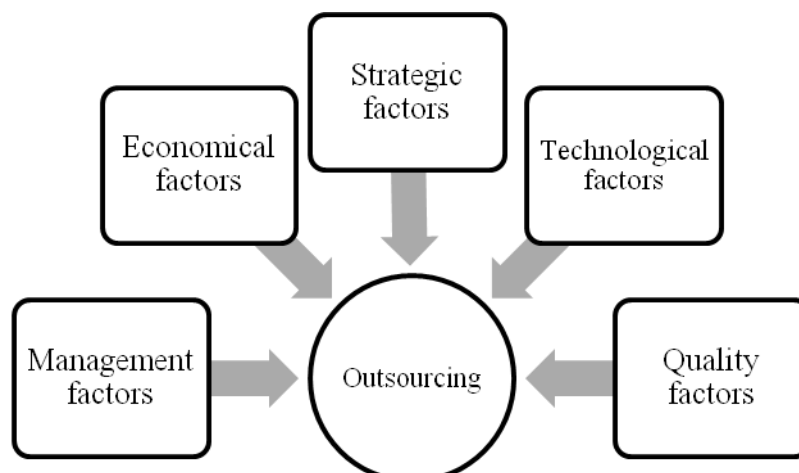 Strategic
factors
Economical
factors
Technological
factors
Management
factors
Outsourcing
Quality
factors